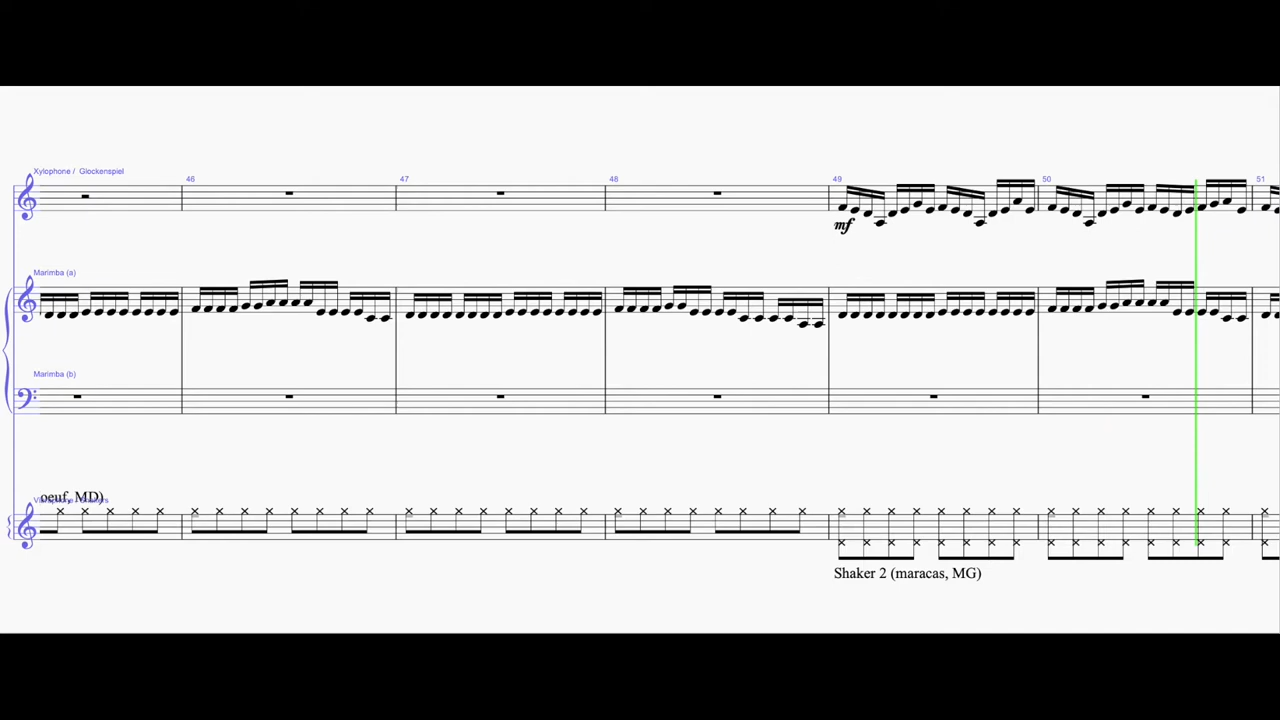 Xylophone / Glockenspiel
46 47 48 49 50 51
mf
Marimba (a)
Marimba (b)
oeuf, MD)
Shaker 2 (maracas, MG)